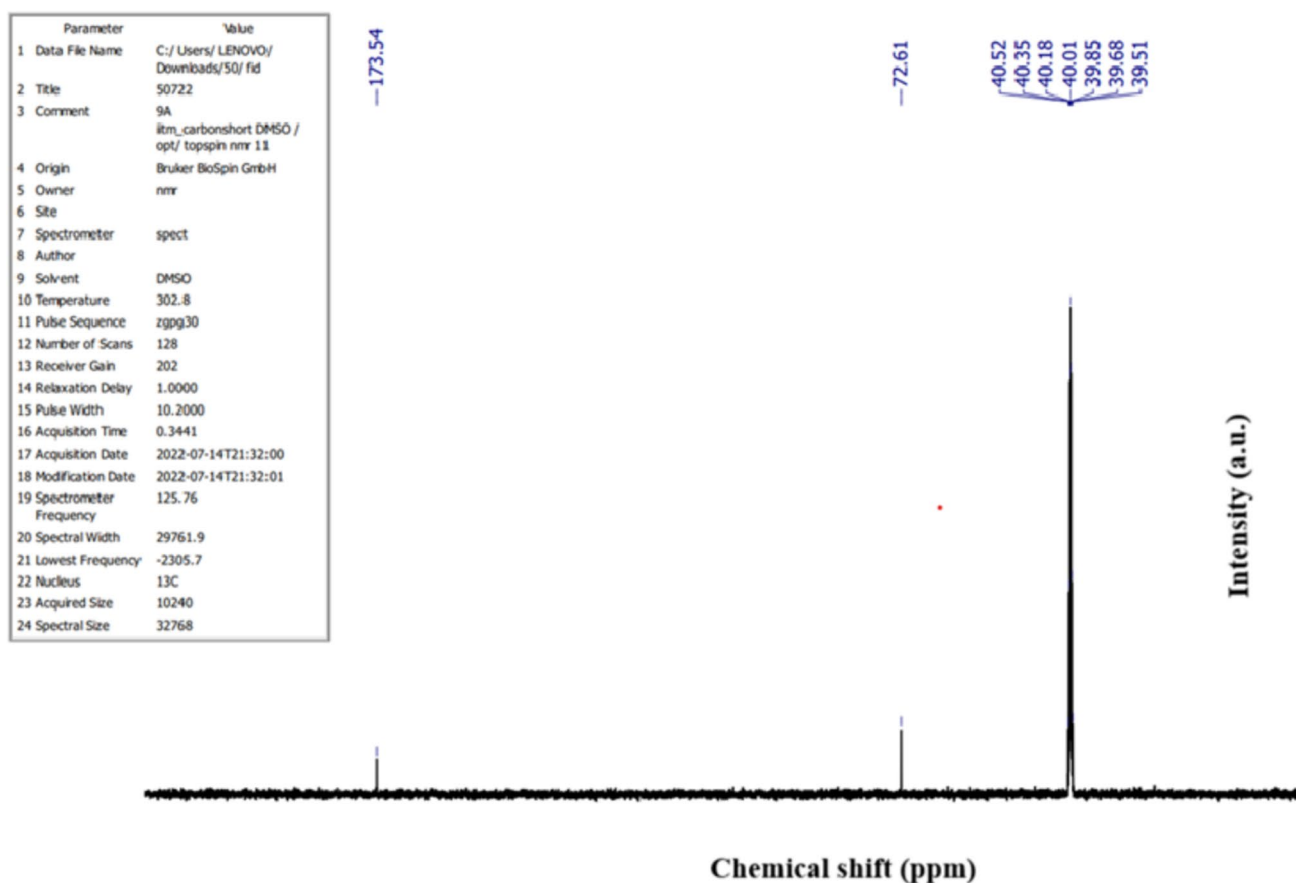 Parameter Value
1 Data File Name C:/ Users/ LENOVO/
Downloads/ 50/ fid
2 Title 50722
3 Comment 9A
iitm_carbonshort DMSO /
opt/ topspin nmr 11
4 Origin Bruker BioSpin GmbH
5 Owner nmr
6 Site
7 Spectrometer spect
8 Author
9 Solvent DMSO
10 Temperature 302.8
11 Pulse Sequence zgpg30
12 Number of Scans 128
13 Receiver Gain 202
14 Relaxation Delay 1.0000
15 Pulse Width 10.2000
16 Acquisition Time 0.3441
17 Acquisition Date 2022-07-14T21:32:00
18 Modification Date 2022-07-14T21:32:01
19 Spectrometer 125.76
Frequency
20 Spectral Width 29761.9
21 Lowest Frequency -2305.7
22 Nucleus 13C
23 Acquired Size 10240
24 Spectral Size 32768
173.54
72.61
40.52
40.35
40.18
40.01
39.85
39.68
39.51
Intensity (a.u.)
Chemical shift (ppm)